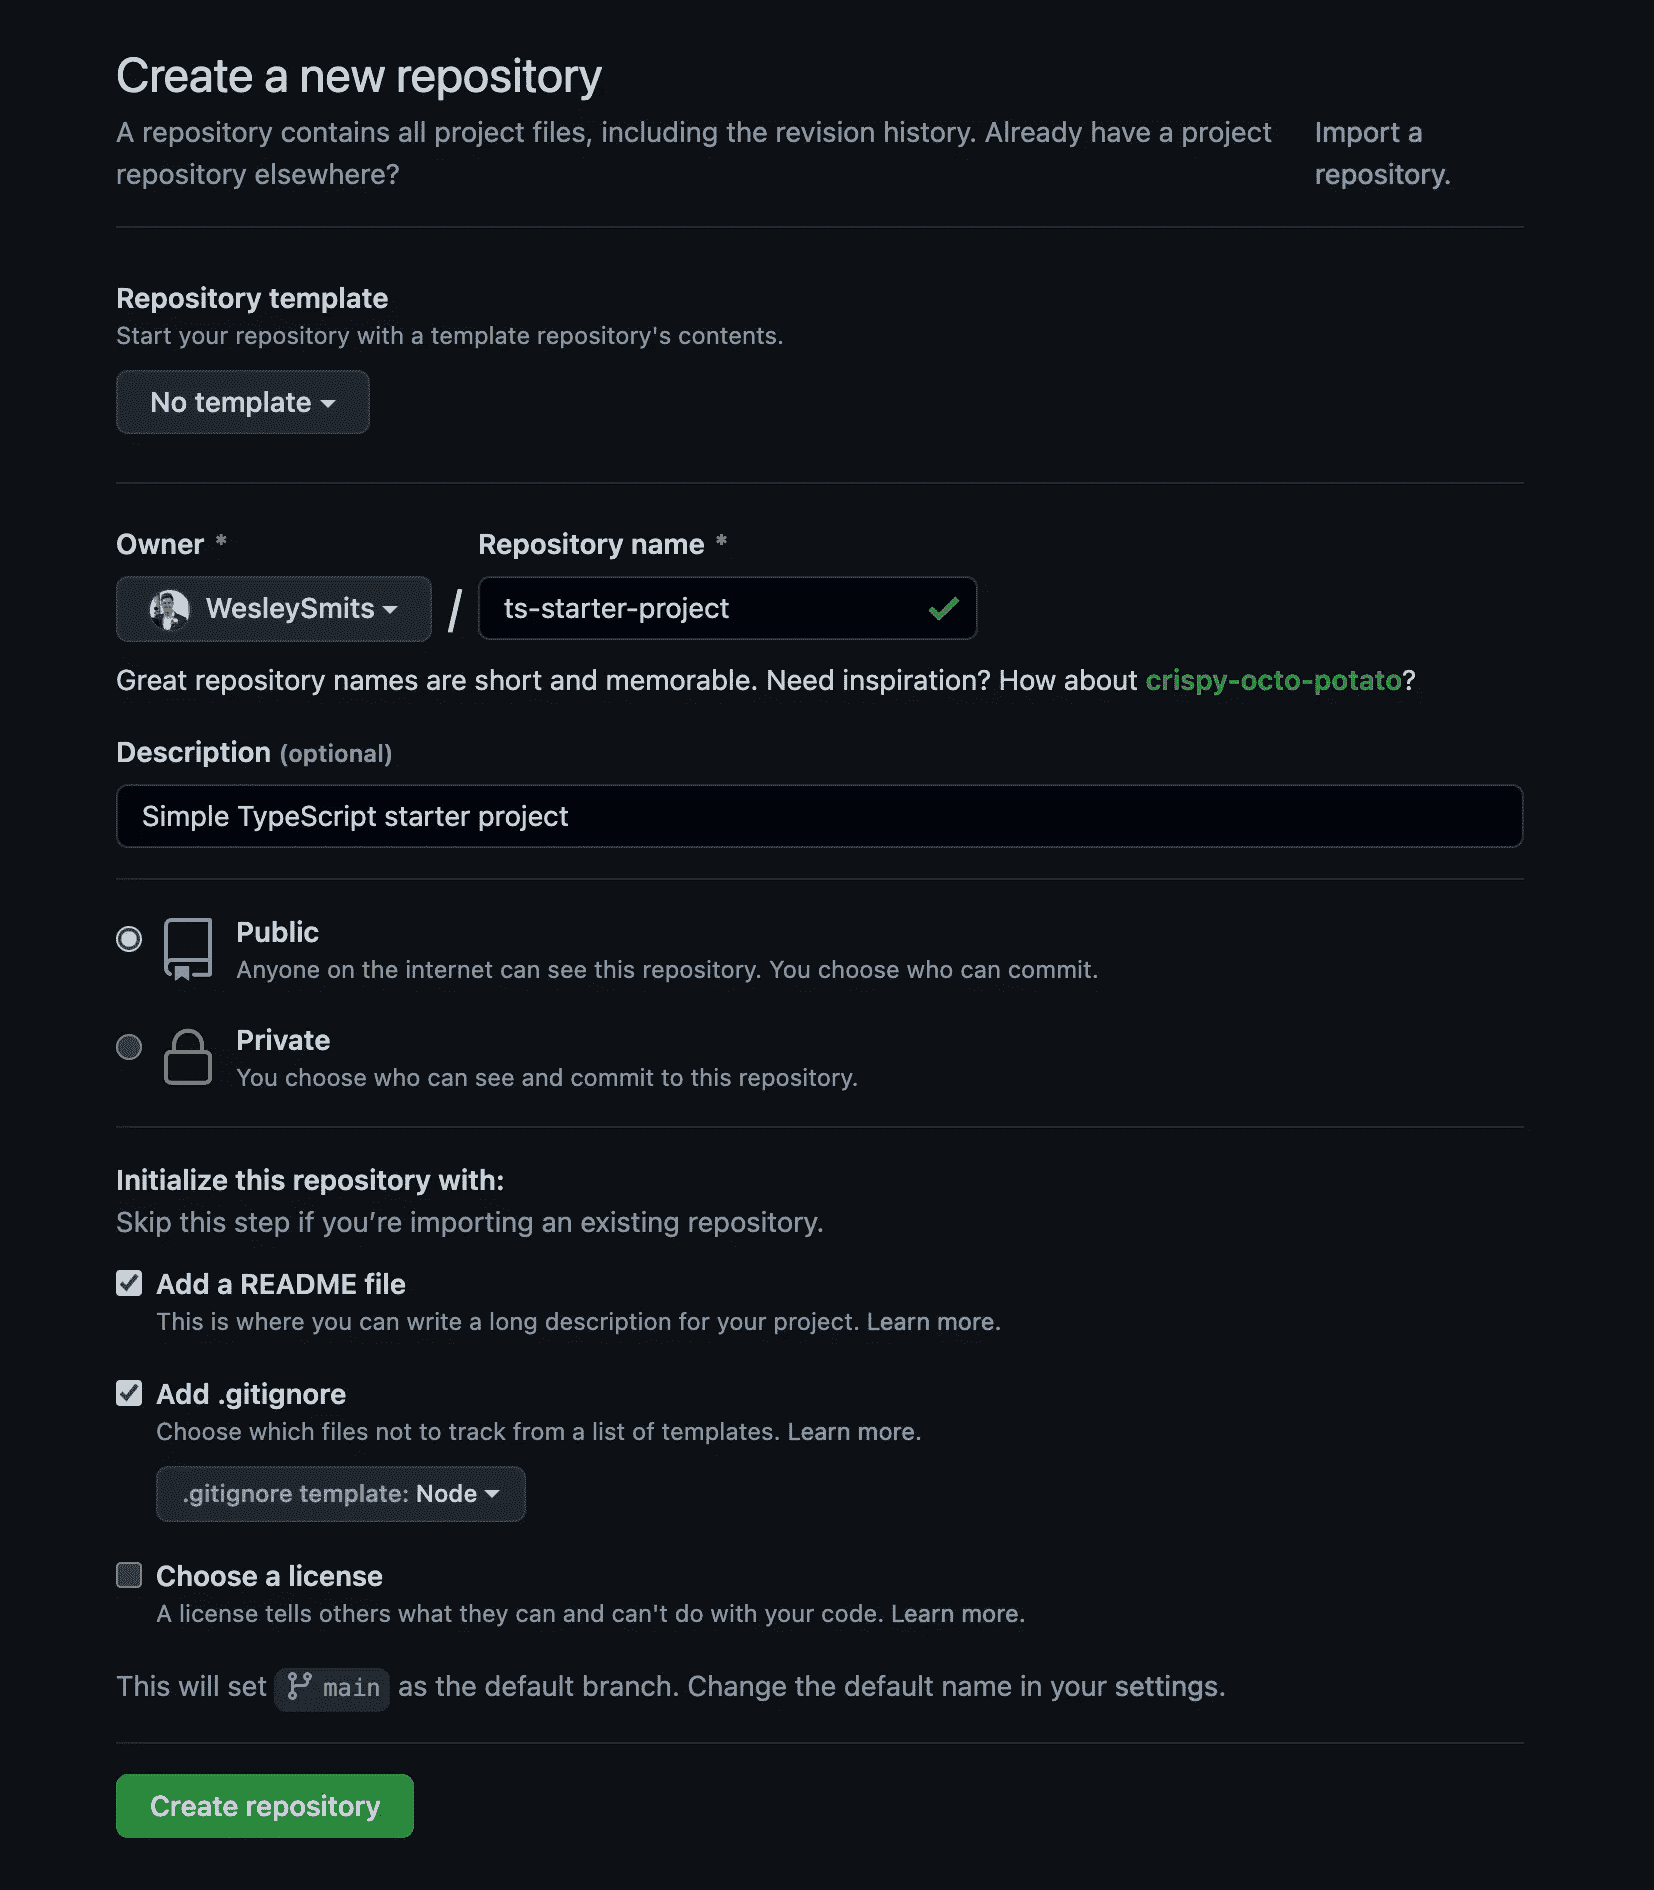 Create a new repository
A repository contains all project files, including the revision history. Already have a project
repository elsewhere?
Import a
repository.
Repository template
Start your repository with a template repository's contents.
No template
Owner *
Repository name *
WesleySmits
/
ts-starter-project
Great repository names are short and memorable. Need inspiration? How about crispy-octo-potato?
Description (optional)
Simple TypeScript starter project
Public
Anyone on the internet can see this repository. You choose who can commit.
Private
You choose who can see and commit to this repository.
Initialize this repository with:
Skip this step if you’re importing an existing repository.
Add a README file
This is where you can write a long description for your project. Learn more.
Add .gitignore
Choose which files not to track from a list of templates. Learn more.
.gitignore template: Node
Choose a license
A license tells others what they can and can't do with your code. Learn more.
This will set main as the default branch. Change the default name in your settings.
Create repository